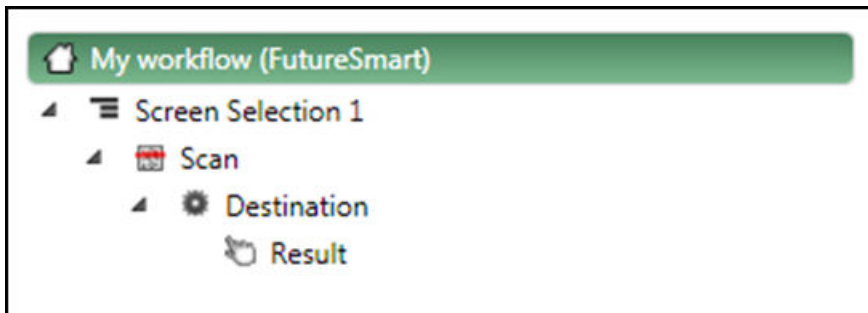 My workflow (FutureSmart)
Screen Selection 1
Scan
Destination
Result